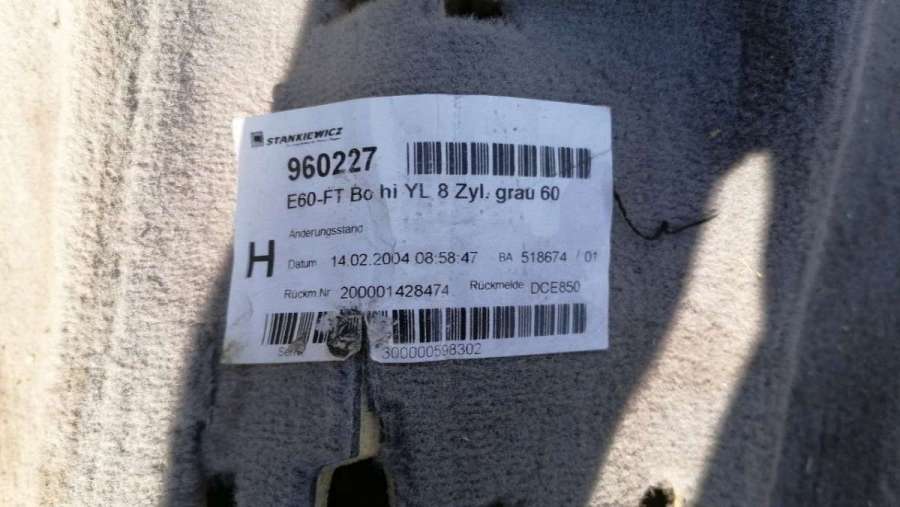 STANKIEWICZ
960227
E60-FT Bo hi YL 8 Zyl. grau 60
Änderungsstand
H
Datum 14.02.2004 08:58:47 BA 518674 / 01
Rückm.Nr 200001428474 Rückmelde DCE850
300000598302